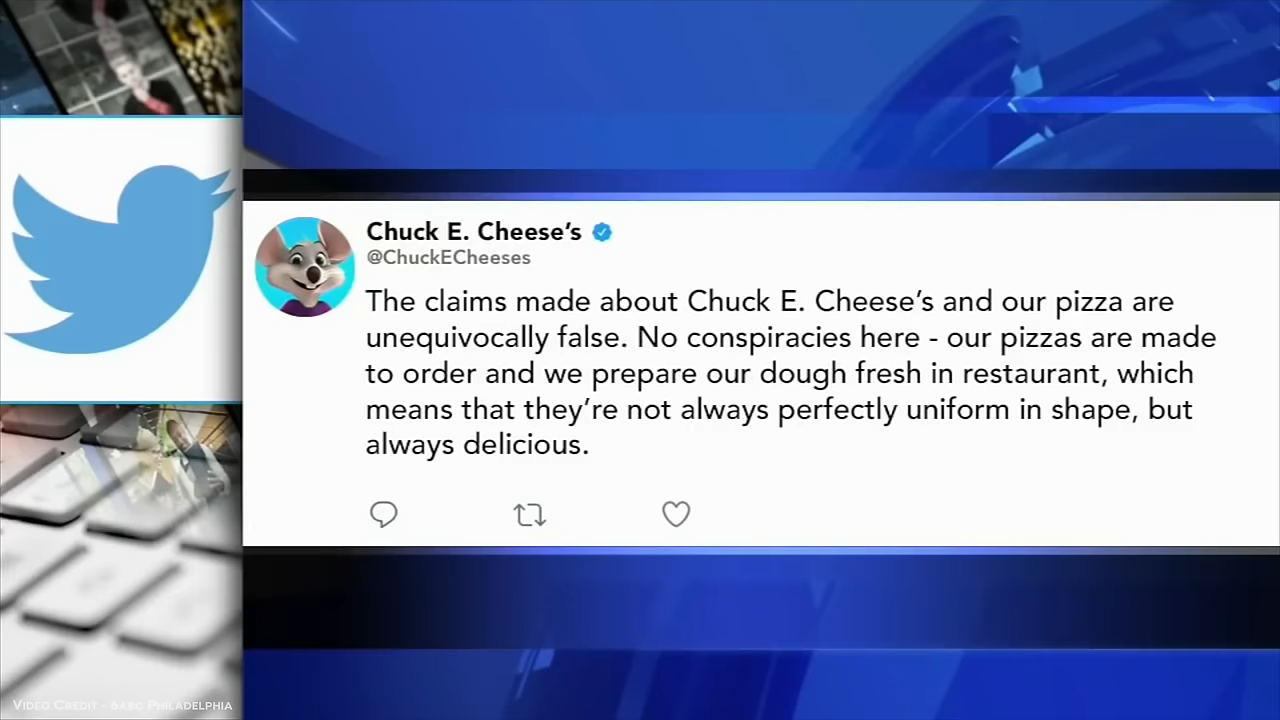 Chuck E. Cheese's
@ChuckECheeses
The claims made about Chuck E. Cheese's and our pizza are
unequivocally false. No conspiracies here - our pizzas are made
to order and we prepare our dough fresh in restaurant, which
means that they're not always perfectly uniform in shape, but
always delicious.
Video Credit - 6abc Philadelphia